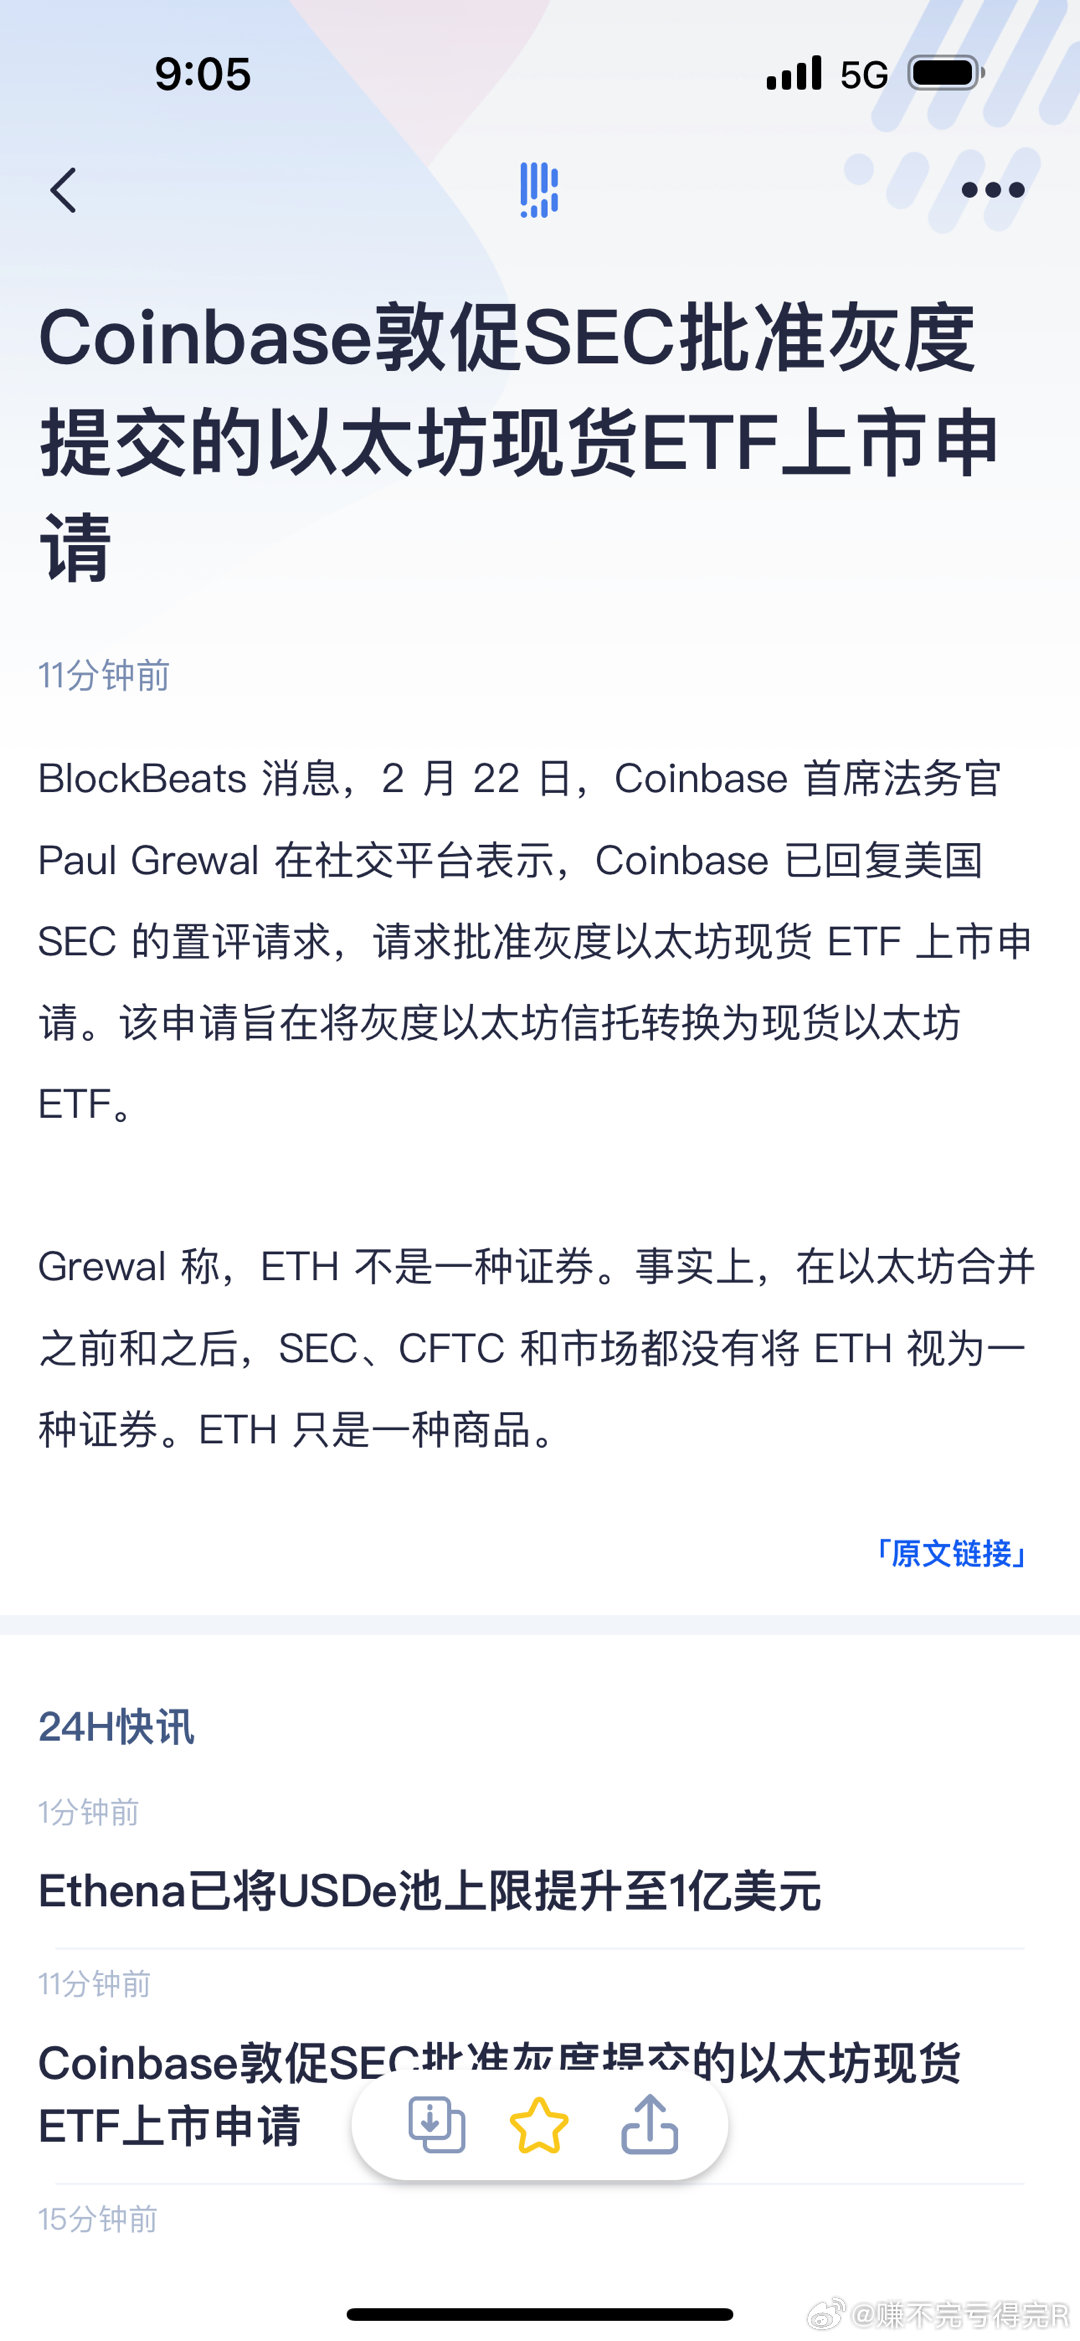 9:05
5G
Coinbase敦促SEC批准灰度
提交的以太坊现货ETF上市申
请
11分钟前
BlockBeats 消息，2 月 22 日，Coinbase 首席法务官
Paul Grewal 在社交平台表示，Coinbase 已回复美国
SEC 的置评请求，请求批准灰度以太坊现货 ETF 上市申
请。该申请旨在将灰度以太坊信托转换为现货以太坊
ETF。
Grewal 称，ETH 不是一种证券。事实上，在以太坊合并
之前和之后，SEC、CFTC 和市场都没有将 ETH 视为一
种证券。ETH 只是一种商品。
「原文链接」
24H快讯
1分钟前
Ethena已将USDe池上限提升至1亿美元
11分钟前
Coinbase敦促SEC批准灰度提交的以太坊现货
ETF上市申请
15分钟前
@赚不完亏得完R